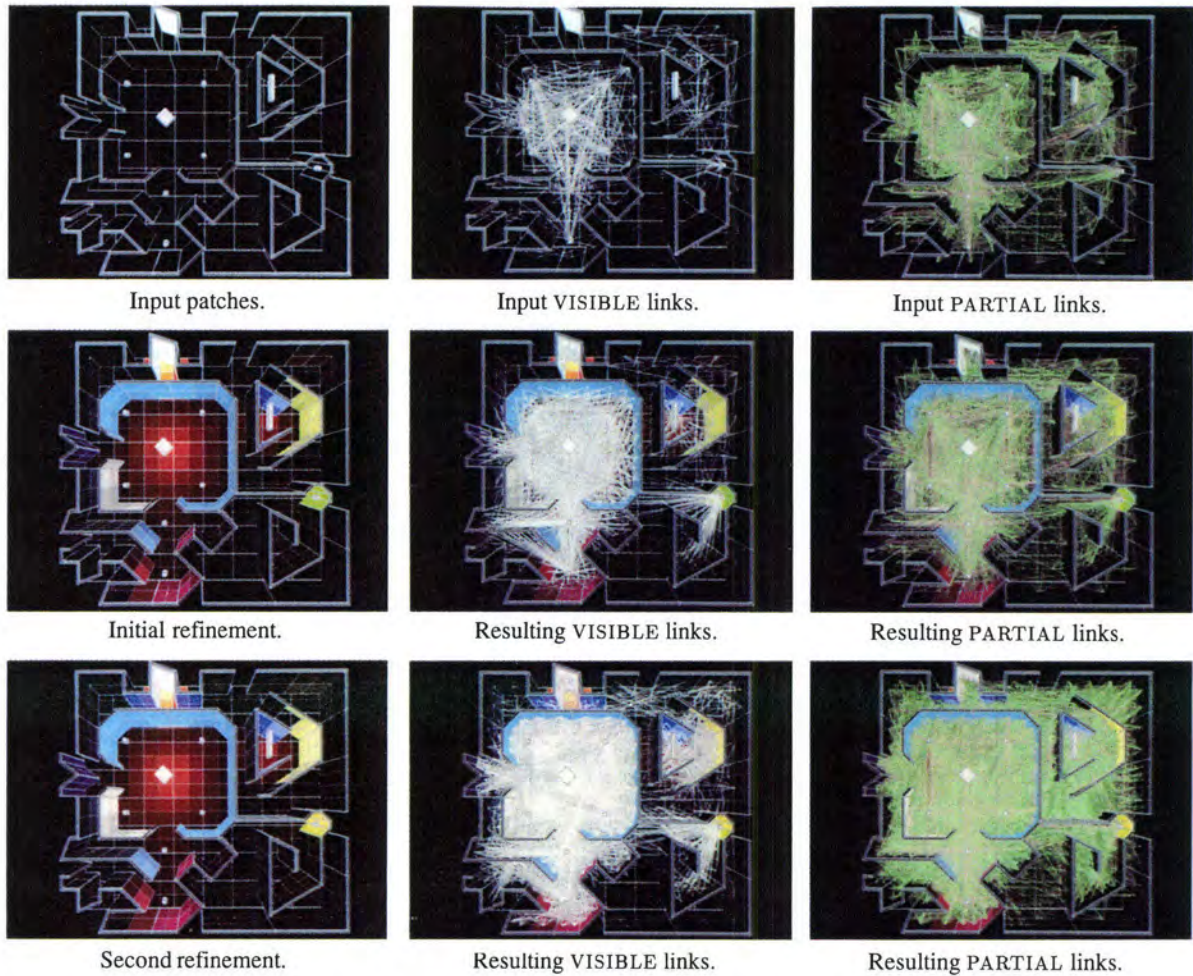 Input patches.
Input VISIBLE links.
Input PARTIAL links.
Initial refinement.
Resulting VISIBLE links.
Resulting PARTIAL links.
Second refinement.
Resulting VISIBLE links.
Resulting PARTIAL links.